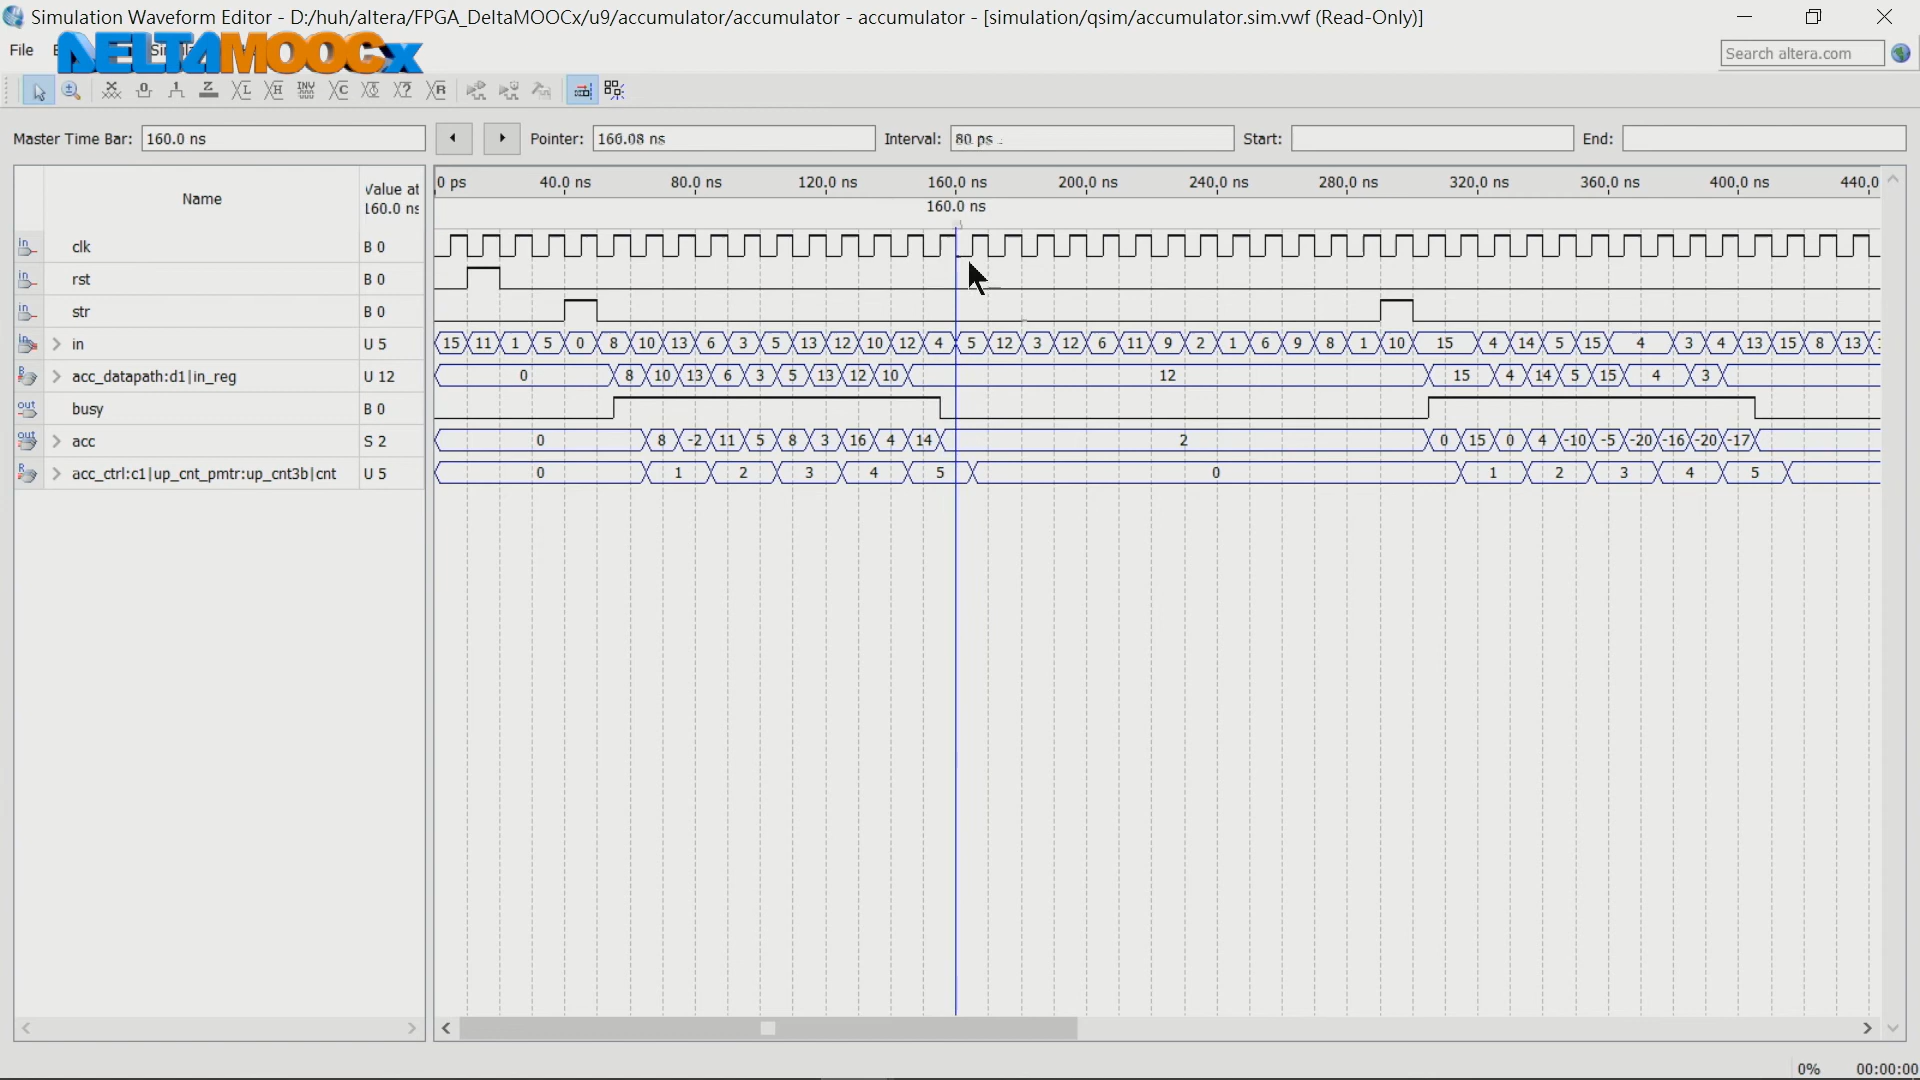 Simulation Waveform Editor - D:/huh/altera/FPGA_DeltaMOOCx/u9/accumulator/accumulator - accumulator - [simulation/qsim/accumulator.sim.vwf (Read-Only)]
File
DELTAMOOCx
Search altera.com
Master Time Bar: 160.0 ns Pointer: 160.08 ns Interval: 80 ps Start: End:
Name Value at 160.0 ns
0 ps 40.0 ns 80.0 ns 120.0 ns 160.0 ns 200.0 ns 240.0 ns 280.0 ns 320.0 ns 360.0 ns 400.0 ns 440.0
160.0 ns
clk B 0
rst B 0
str B 0
in U 5 15 11 1 5 0 8 10 13 6 3 5 13 12 10 12 4 5 12 3 12 6 11 9 2 1 6 9 8 1 10 15 4 14 5 15 4 3 4 13 15 8 13
acc_datapath:d1|in_reg U 12 0 8 10 13 6 3 5 13 12 10 12 15 4 14 5 15 4 3
busy B 0
acc S 2 0 8 -2 11 5 8 3 16 4 14 2 0 15 0 4 -10 -5 -20 -16 -20 -17
acc_ctrl:c1|up_cnt_pmtr:up_cnt3b|cnt U 5 0 1 2 3 4 5 0 1 2 3 4 5
0% 00:00:00